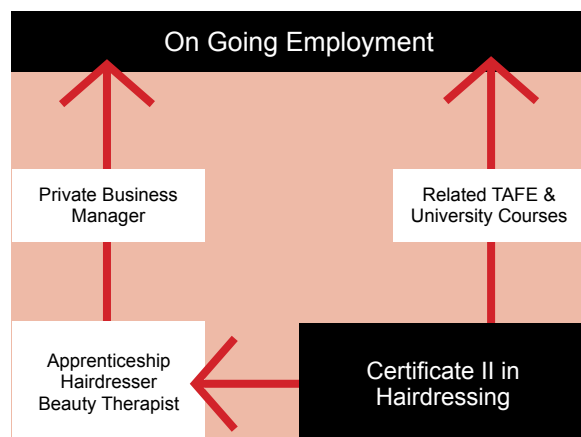 On Going Employment
Private Business
Manager
Related TAFE &
University Courses
Apprenticeship
Hairdresser
Beauty Therapist
Certificate II in
Hairdressing